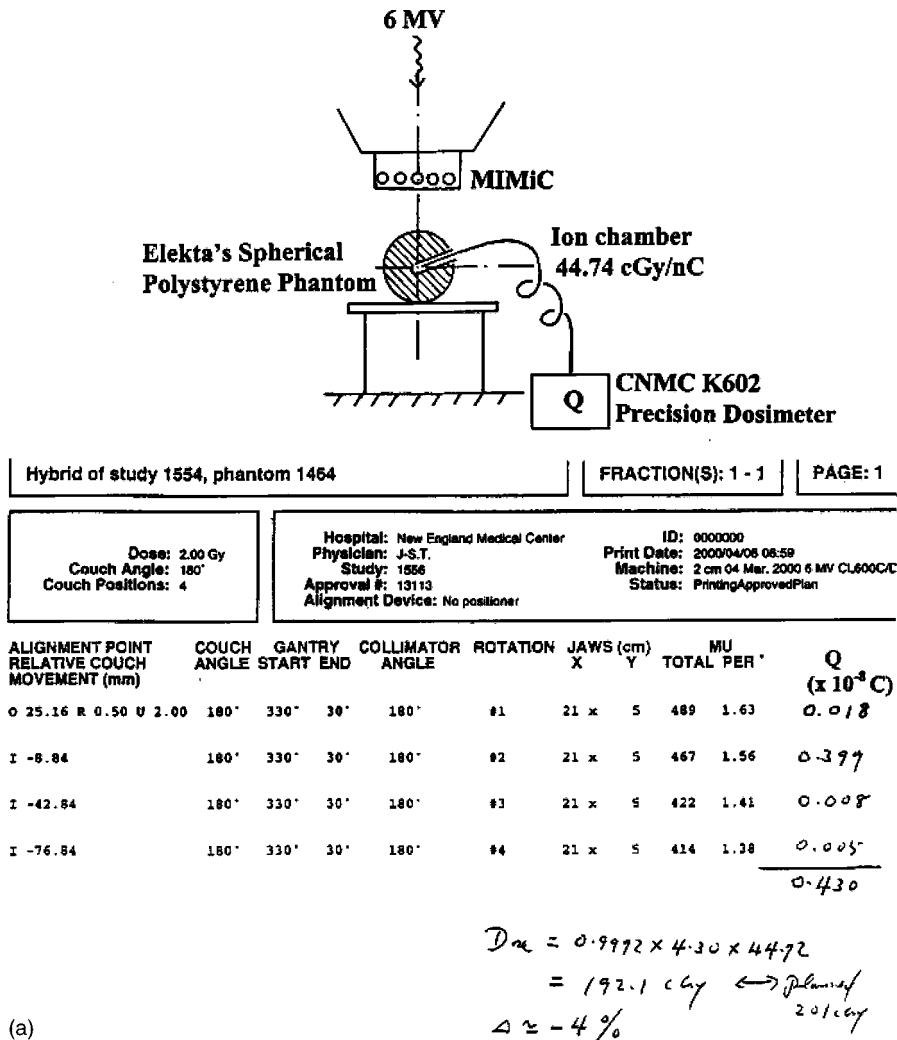 6 MV
MIMiC
Elekta's Spherical
Polystyrene Phantom
Ion chamber
44.74 cGy/nC
Q
CNMC K602
Precision Dosimeter
Hybrid of study 1554, phantom 1464
FRACTION(S): 1 - 1
PAGE: 1
Dose: 2.00 Gy
Couch Angle: 180°
Couch Positions: 4
Hospital: New England Medical Center
Physician: J-S.T.
Study: 1556
Approval #: 13113
Alignment Device: No positioner
ID: 0000000
Print Date: 2000/04/06 06:59
Machine: 2 cm 04 Mar. 2000 6 MV CL600C/D
Status: PrintingApprovedPlan
ALIGNMENT POINT COUCH GANTRY COLLIMATOR ROTATION JAWS (cm) MU
RELATIVE COUCH ANGLE START END ANGLE X Y TOTAL PER °
MOVEMENT (mm)
Q
(x 10⁻⁸ C)
O 25.16 R 0.50 U 2.00 180° 330° 30° 180° #1 21 x 5 489 1.63 0.018
I -8.84 180° 330° 30° 180° #2 21 x 5 467 1.56 0.399
I -42.84 180° 330° 30° 180° #3 21 x 5 422 1.41 0.008
I -76.84 180° 330° 30° 180° #4 21 x 5 414 1.38 0.005
0.430
= 0.9992 x 4.30 x 44.72
= 192.1 cGy ↔ planned
201 cGy
Δ ≃ -4 %
(a)